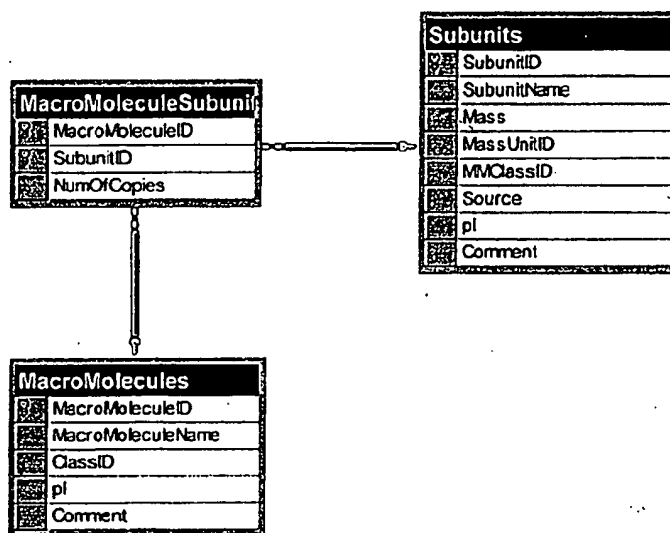 Subunits
SubunitID
SubunitName
Mass
MassUnitID
MMClassID
Source
pI
Comment
MacroMoleculeSubunit
MacroMoleculeID
SubunitID
NumOfCopies
MacroMolecules
MacroMoleculeID
MacroMoleculeName
ClassID
pI
Comment